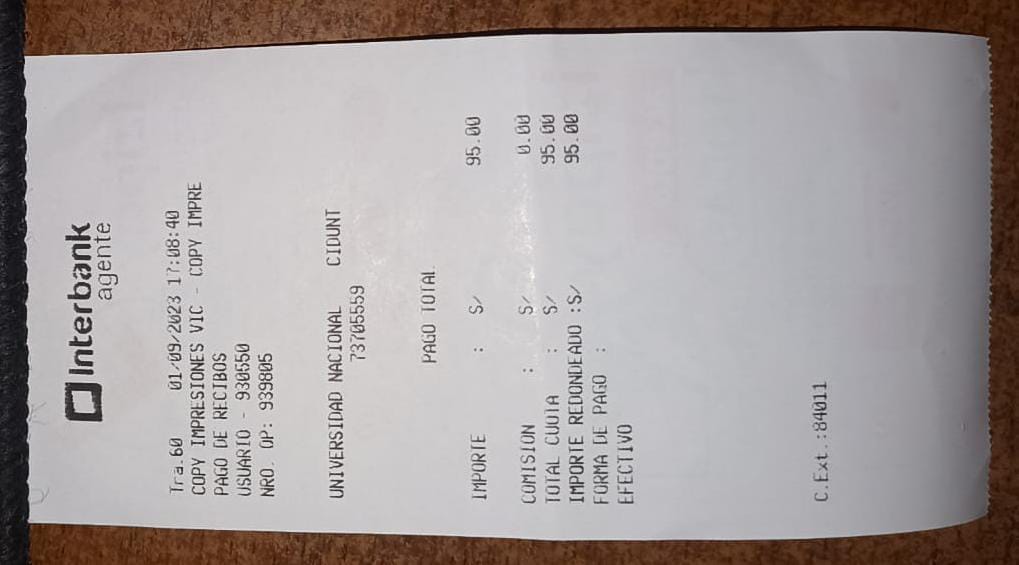 Interbank
agente
Tra.60 01/09/2023 17:08:40
COPY IMPRESIONES VIC - COPY IMPRE
PAGO DE RECIBOS
USUARIO - 930550
NRO. OP: 939805
UNIVERSIDAD NACIONAL CIDUNT
73705559
PAGO TOTAL
IMPORTE : S/ 95.00
COMISION : S/ 0.00
TOTAL CUOTA : S/ 95.00
IMPORTE REDONDEADO :S/ 95.00
FORMA DE PAGO :
EFECTIVO
C.Ext.:84011